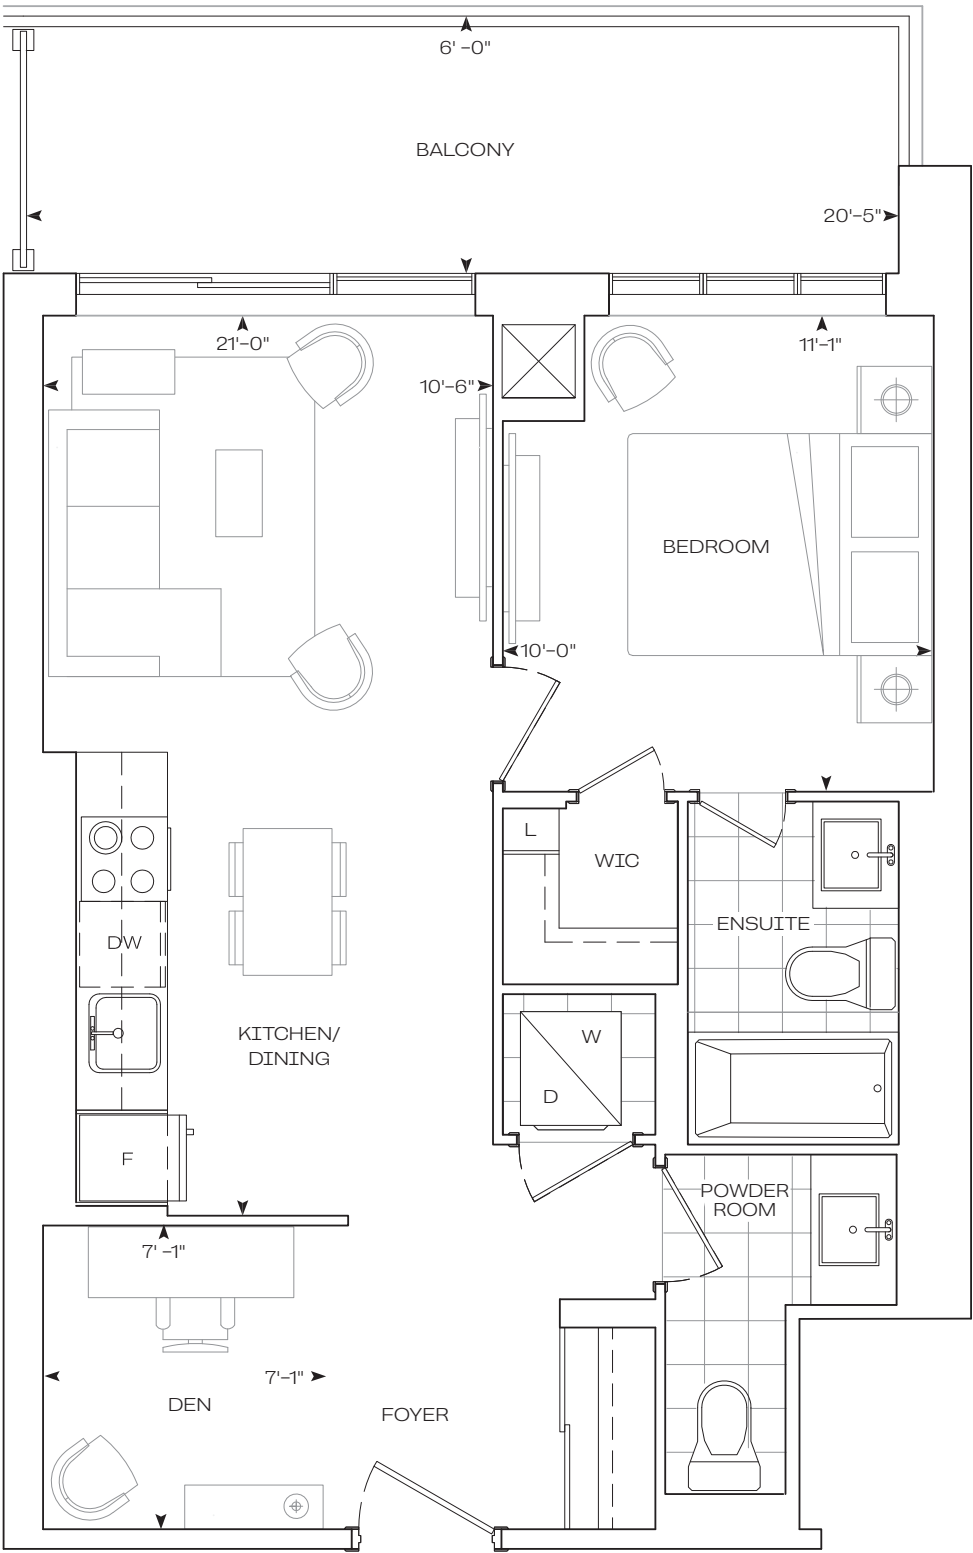 6'-0"
BALCONY
20'-5"
21'-0"
11'-1"
10'-6"
BEDROOM
10'-0"
L
WIC
ENSUITE
DW
KITCHEN/
DINING
W
D
F
POWDER
ROOM
7'-1"
7'-1"
DEN
FOYER